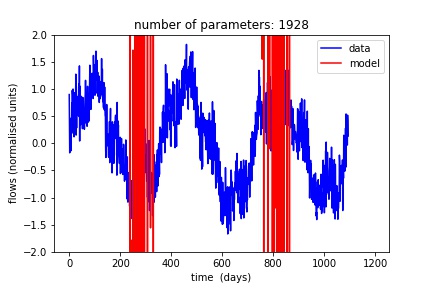 number of parameters: 1928
2.0
1.5
1.0
0.5
0.0
−0.5
−1.0
−1.5
−2.0
flows (normalised units)
data
model
0 200 400 600 800 1000 1200
time (days)